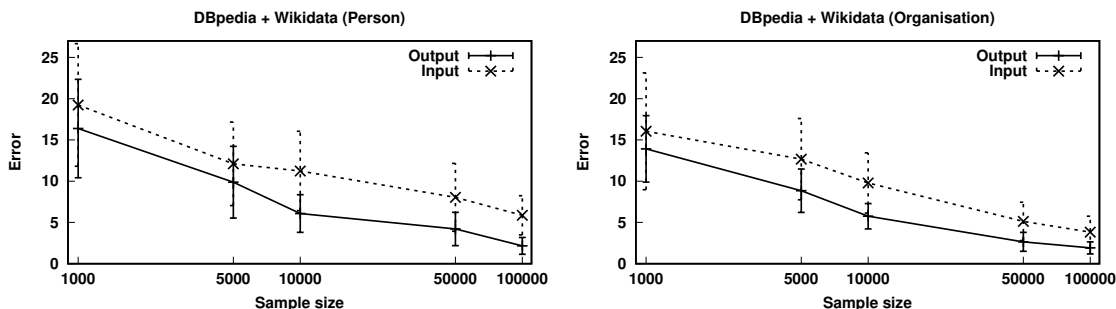 DBpedia + Wikidata (Person)
25
20
15
10
5
0
Error
Output
Input
1000 5000 10000 50000 100000
Sample size
DBpedia + Wikidata (Organisation)
25
20
15
10
5
0
Error
Output
Input
1000 5000 10000 50000 100000
Sample size